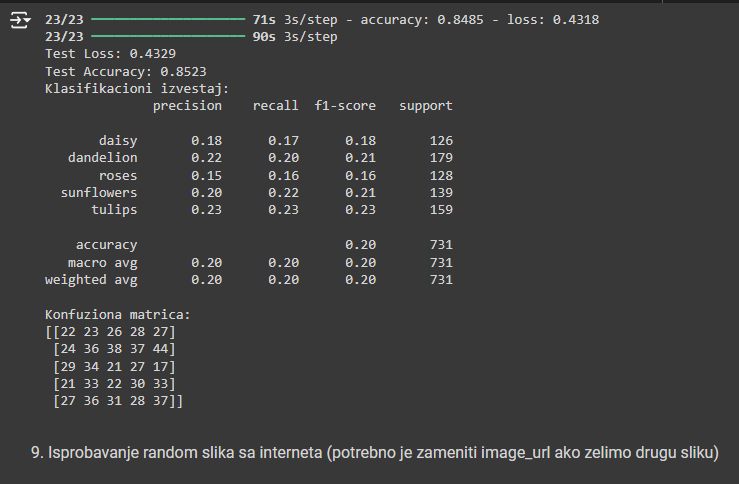 23/23 ━━━━━━━━━━━━━━━━━━━━ 71s 3s/step - accuracy: 0.8485 - loss: 0.4318
23/23 ━━━━━━━━━━━━━━━━━━━━ 90s 3s/step
Test Loss: 0.4329
Test Accuracy: 0.8523
Klasifikacioni izvestaj:
precision recall f1-score support
daisy 0.18 0.17 0.18 126
dandelion 0.22 0.20 0.21 179
roses 0.15 0.16 0.16 128
sunflowers 0.20 0.22 0.21 139
tulips 0.23 0.23 0.23 159
accuracy 0.20 731
macro avg 0.20 0.20 0.20 731
weighted avg 0.20 0.20 0.20 731
Konfuziona matrica:
[[22 23 26 28 27]
[24 36 38 37 44]
[29 34 21 27 17]
[21 33 22 30 33]
[27 36 31 28 37]]
9. Isprobavanje random slika sa interneta (potrebno je zameniti image_url ako zelimo drugu sliku)